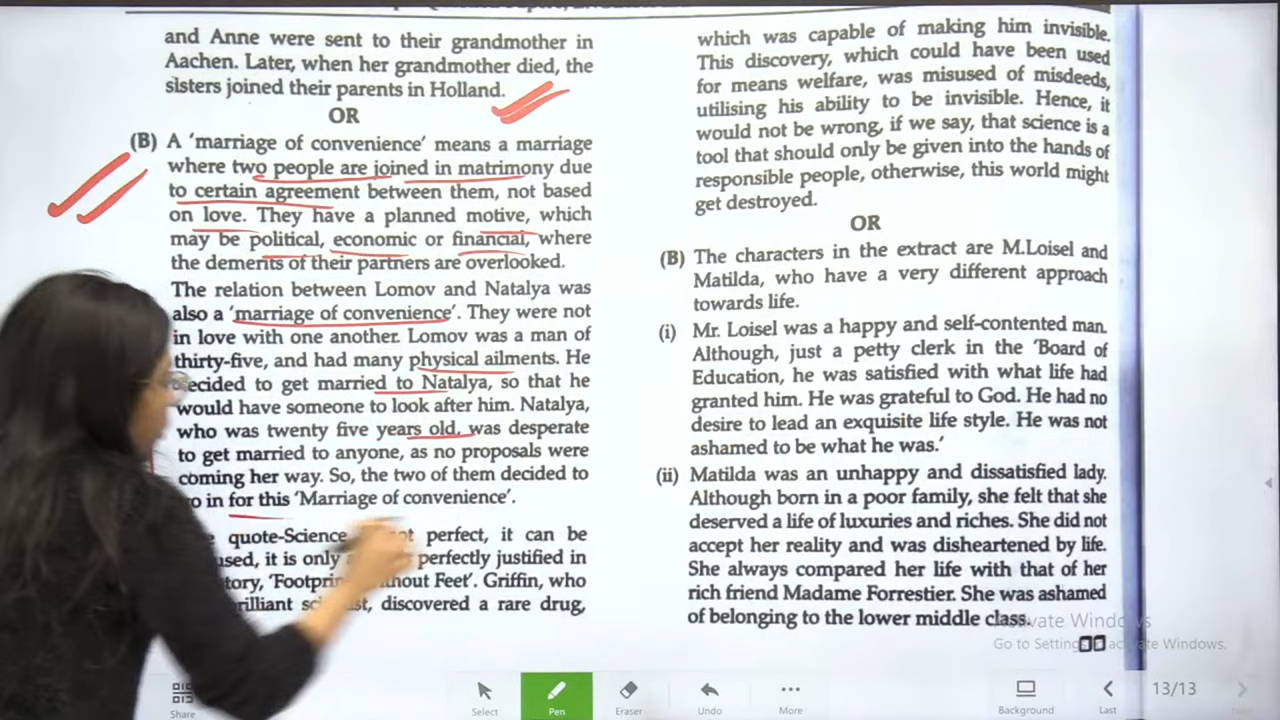 and Anne were sent to their grandmother in
Aachen. Later, when her grandmother died, the
sisters joined their parents in Holland.
OR
(B) A 'marriage of convenience' means a marriage
where two people are joined in matrimony due
to certain agreement between them, not based
on love. They have a planned motive, which
may be political, economic or financial, where
the demerits of their partners are overlooked.
The relation between Lomov and Natalya was
also a 'marriage of convenience'. They were not
in love with one another. Lomov was a man of
thirty-five, and had many physical ailments. He
decided to get married to Natalya, so that he
would have someone to look after him. Natalya,
who was twenty five years old, was desperate
to get married to anyone, as no proposals were
coming her way. So, the two of them decided to
in for this 'Marriage of convenience'.
quote-Science perfect, it can be
it is only perfectly justified in
Feet'. Griffin, who
discovered a rare drug,
which was capable of making him invisible.
This discovery, which could have been used
for means welfare, was misused of misdeeds,
utilising his ability to be invisible. Hence, it
would not be wrong, if we say, that science is a
tool that should only be given into the hands of
responsible people, otherwise, this world might
get destroyed.
OR
(B) The characters in the extract are M.Loisel and
Matilda, who have a very different approach
towards life.
(i) Mr. Loisel was a happy and self-contented man.
Although, just a petty clerk in the 'Board of
Education, he was satisfied with what life had
granted him. He was grateful to God. He had no
desire to lead an exquisite life style. He was not
ashamed to be what he was.'
(ii) Matilda was an unhappy and dissatisfied lady.
Although born in a poor family, she felt that she
deserved a life of luxuries and riches. She did not
accept her reality and was disheartened by life.
She always compared her life with that of her
rich friend Madame Forrestier. She was ashamed
of belonging to the lower middle class.
Activate Windows
Go to Settings to activate Windows.
Share
Select
Pen
Eraser
Undo
More
Background
Last
13/13